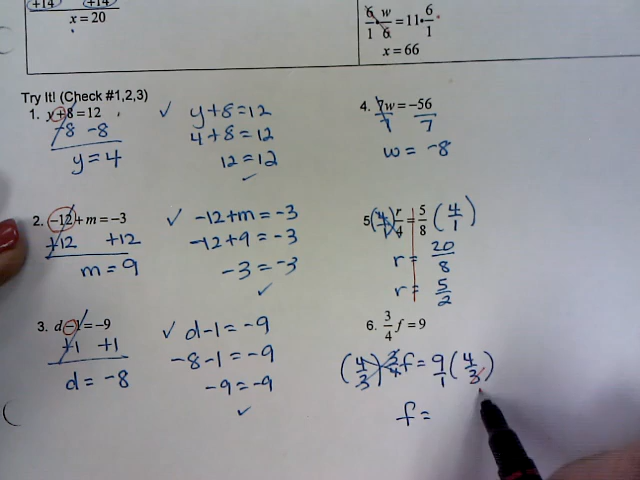 +14 +14
x = 20
6/1 · w/6 = 11 · 6/1
x = 66
Try It! (Check #1,2,3)
1. y + 8 = 12
-8 -8
y = 4
✓ y + 8 = 12
4 + 8 = 12
12 = 12
✓
4. 7w = -56
7 7
w = -8
2. -12 + m = -3
+12 +12
m = 9
✓ -12 + m = -3
-12 + 9 = -3
-3 = -3
✓
5 (4/1) r/4 = 5/8 (4/1)
r = 20/8
r = 5/2
3. d - 1 = -9
+1 +1
d = -8
✓ d - 1 = -9
-8 - 1 = -9
-9 = -9
✓
6. 3/4 f = 9
(4/3) 3/4 f = 9/1 (4/3)
f =